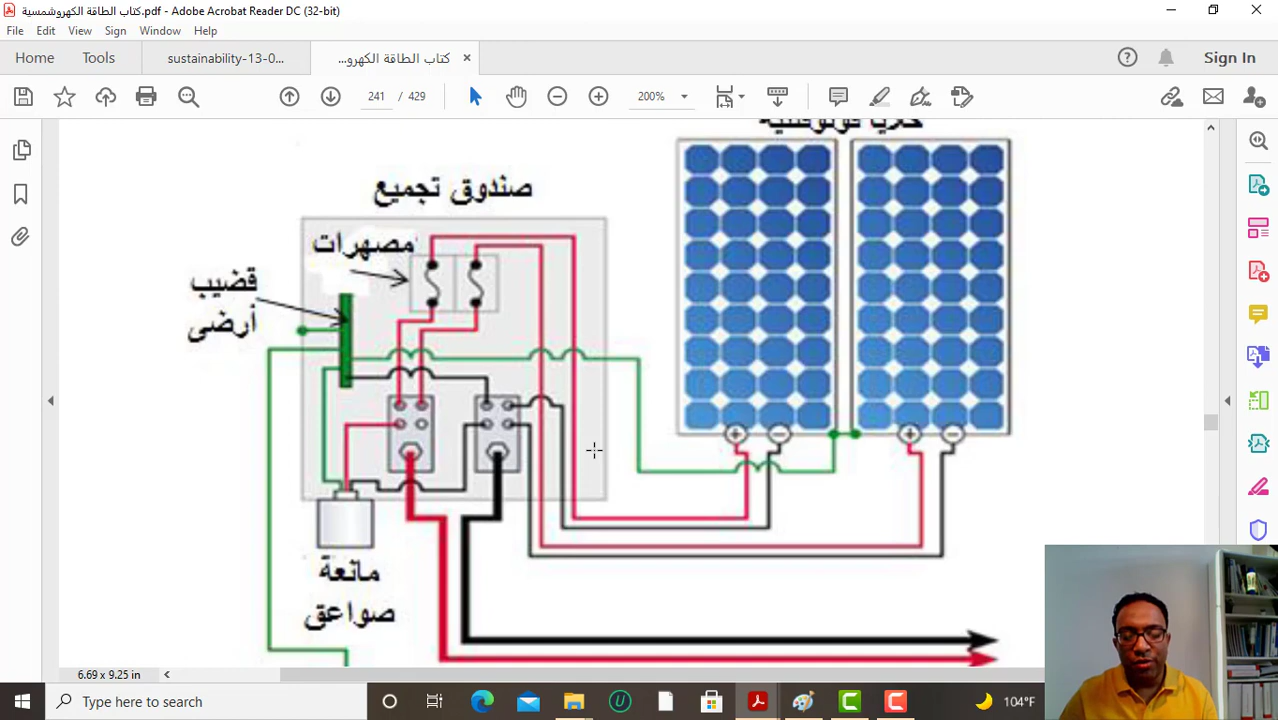 كتاب الطاقة الكهروشمسية.pdf - Adobe Acrobat Reader DC (32-bit)
File Edit View Sign Window Help
Home Tools sustainability-13-0... كتاب الطاقة الكهرو... Sign In
241 / 429 200%
صندوق تجميع
مصهرات
قضيب
أرضى
+ − + −
مانعة
صواعق
6.69 x 9.25 in
Type here to search
104°F